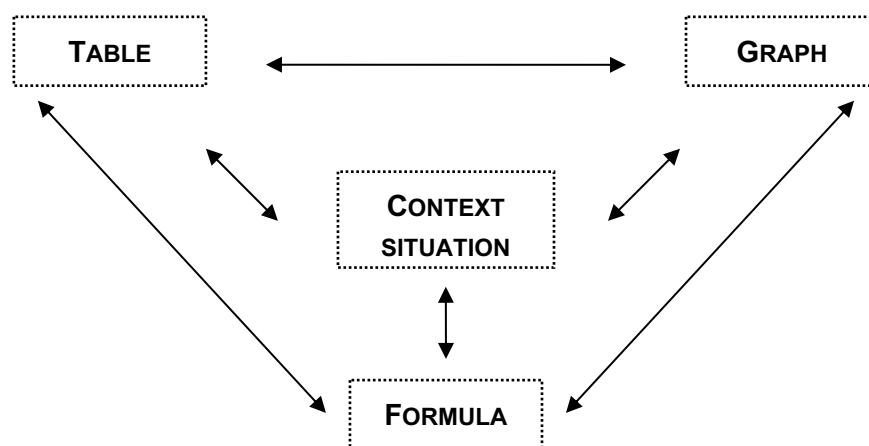 TABLE
GRAPH
CONTEXT
SITUATION
FORMULA